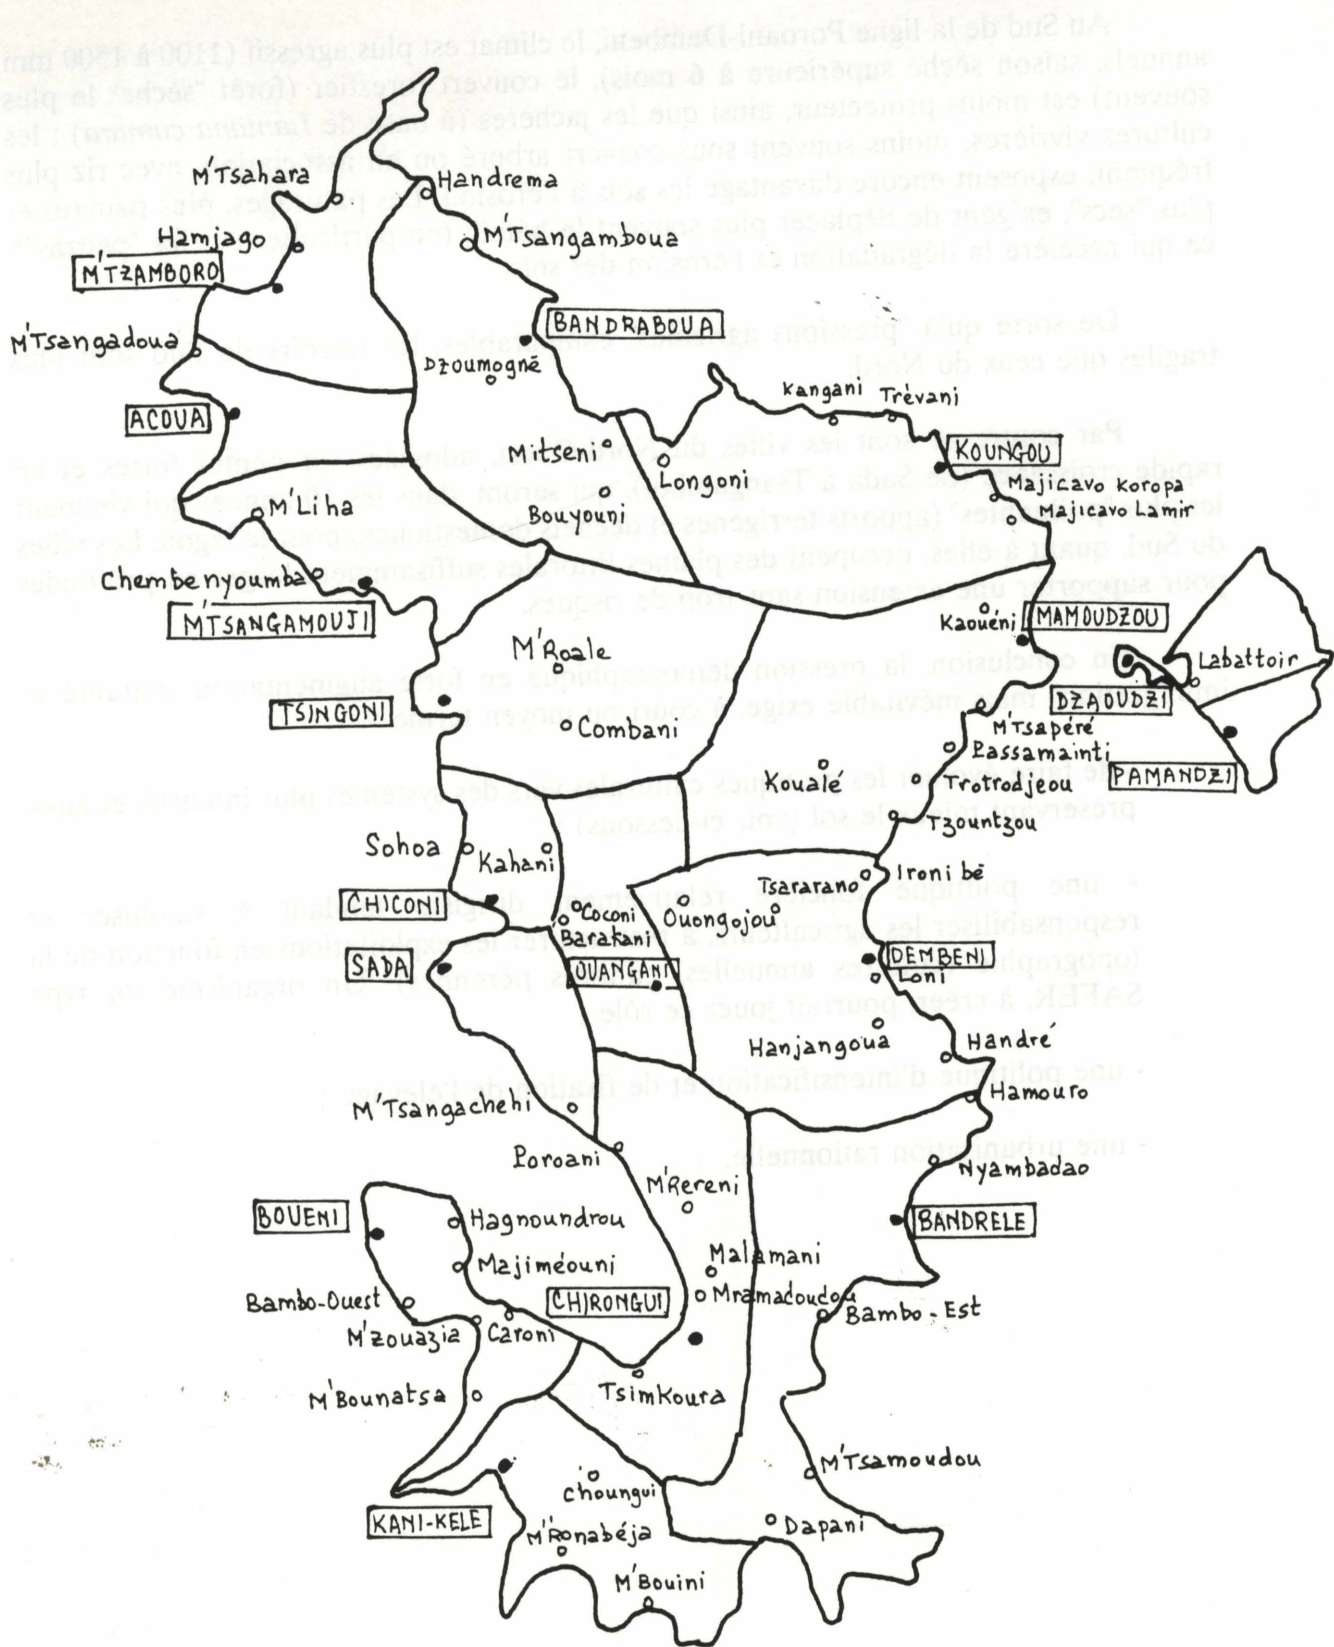 M'Tsahara
Handrema
Hamjago
M'Tsangamboua
M'TZAMBORO
BANDRABOUA
M'Tsangadoua
Dzoumogné
Kangani
Trévani
ACOUA
Mitseni
KOUNGOU
Longoni
Majicavo Koropa
M'Liha
Bouyouni
Majicavo Lamir
Chembenyoumba
M'TSANGAMOUJI
Kaouéni
MAMOUDZOU
M'Roale
Labattoir
TSINGONI
DZAOUDZI
Combani
M'Tsapéré
Passamainti
Koualé
Trotrodjeou
PAMANDZI
Tzountzou
Sohoa
Kahani
Ironi bé
Tsararano
CHICONI
Coconi
Ouongojou
Barakani
SADA
OUANGANI
DEMBENI
Loni
Hanjangoua
Handré
M'Tsangachehi
Hamouro
Poroani
Nyambadao
M'Rereni
BOUENI
Hagnoundrou
BANDRELE
Majiméouni
Malamani
Bambo-Ouest
CHIRONGUI
Mramadoudou
Bambo-Est
M'zouazia
Caroni
M'Bounatsa
Tsimkoura
M'Tsamoudou
Choungui
KANI-KELE
M'Ronabéja
Dapani
M'Bouini